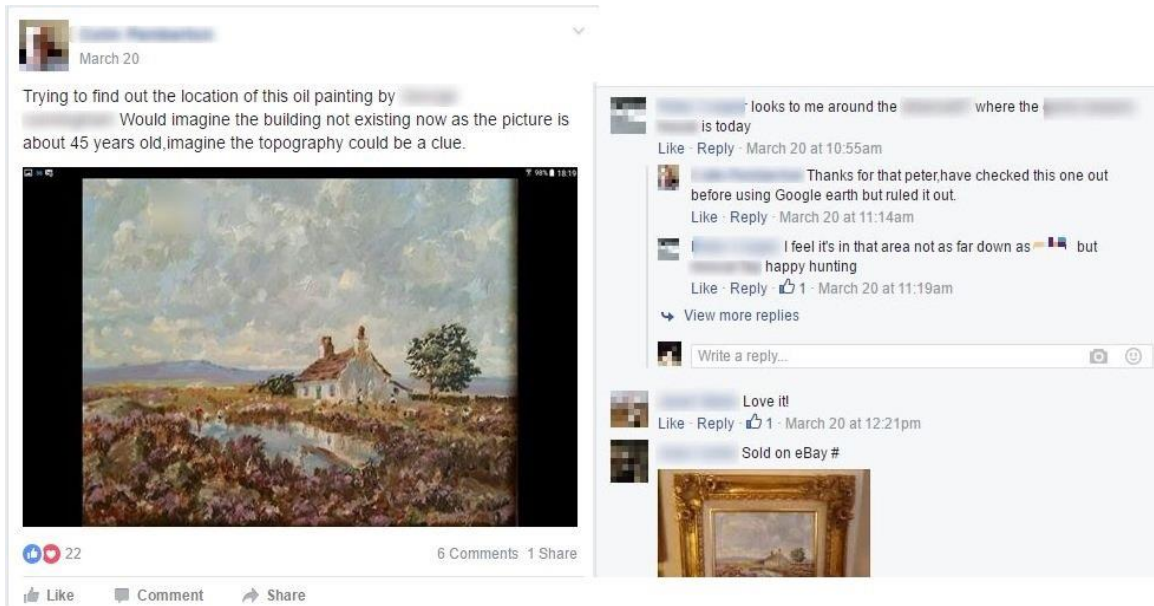 March 20
Trying to find out the location of this oil painting by
Would imagine the building not existing now as the picture is
about 45 years old,imagine the topography could be a clue.
98% 18:19
22
6 Comments 1 Share
Like Comment Share
looks to me around the where the
is today
Like · Reply · March 20 at 10:55am
Thanks for that peter,have checked this one out
before using Google earth but ruled it out.
Like · Reply · March 20 at 11:14am
I feel it's in that area not as far down as but
happy hunting
Like · Reply · 1 · March 20 at 11:19am
View more replies
Write a reply...
Love it!
Like · Reply · 1 · March 20 at 12:21pm
Sold on eBay #